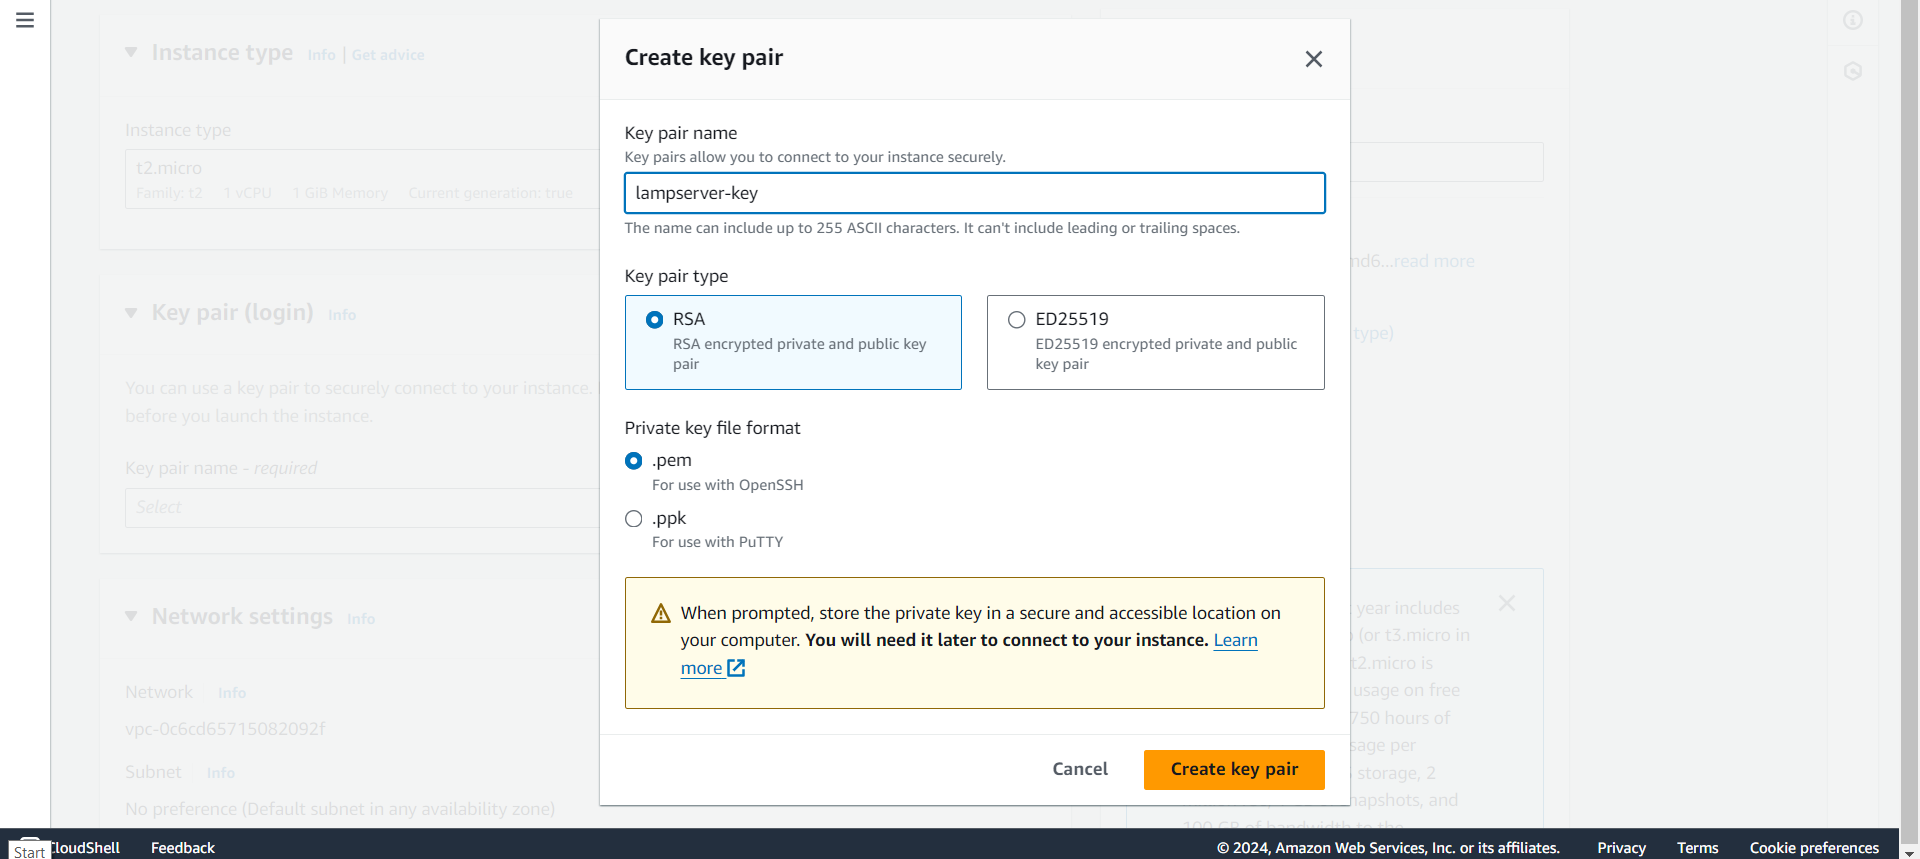 Instance type Info | Get advice
Instance type
t2.micro
Family: t2 1 vCPU 1 GiB Memory Current generation: true
Key pair (login) Info
You can use a key pair to securely connect to your instance.
before you launch the instance.
Key pair name - required
Select
Network settings Info
Network Info
vpc-0c6cd65715082092f
Subnet Info
No preference (Default subnet in any availability zone)
Create key pair
Key pair name
Key pairs allow you to connect to your instance securely.
lampserver-key
The name can include up to 255 ASCII characters. It can't include leading or trailing spaces.
Key pair type
RSA
RSA encrypted private and public key
pair
ED25519
ED25519 encrypted private and public
key pair
Private key file format
.pem
For use with OpenSSH
.ppk
For use with PuTTY
When prompted, store the private key in a secure and accessible location on
your computer. You will need it later to connect to your instance. Learn
more
Cancel
Create key pair
md6...read more
type)
year includes
(or t3.micro in
t2.micro is
usage on free
750 hours of
sage per
storage, 2
snapshots, and
100 GB of bandwidth to the
CloudShell Feedback
Start
© 2024, Amazon Web Services, Inc. or its affiliates. Privacy Terms Cookie preferences